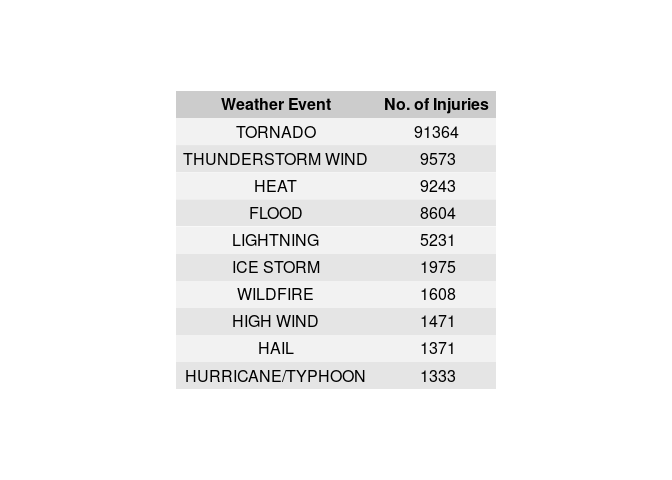 Weather Event No. of Injuries
TORNADO 91364
THUNDERSTORM WIND 9573
HEAT 9243
FLOOD 8604
LIGHTNING 5231
ICE STORM 1975
WILDFIRE 1608
HIGH WIND 1471
HAIL 1371
HURRICANE/TYPHOON 1333